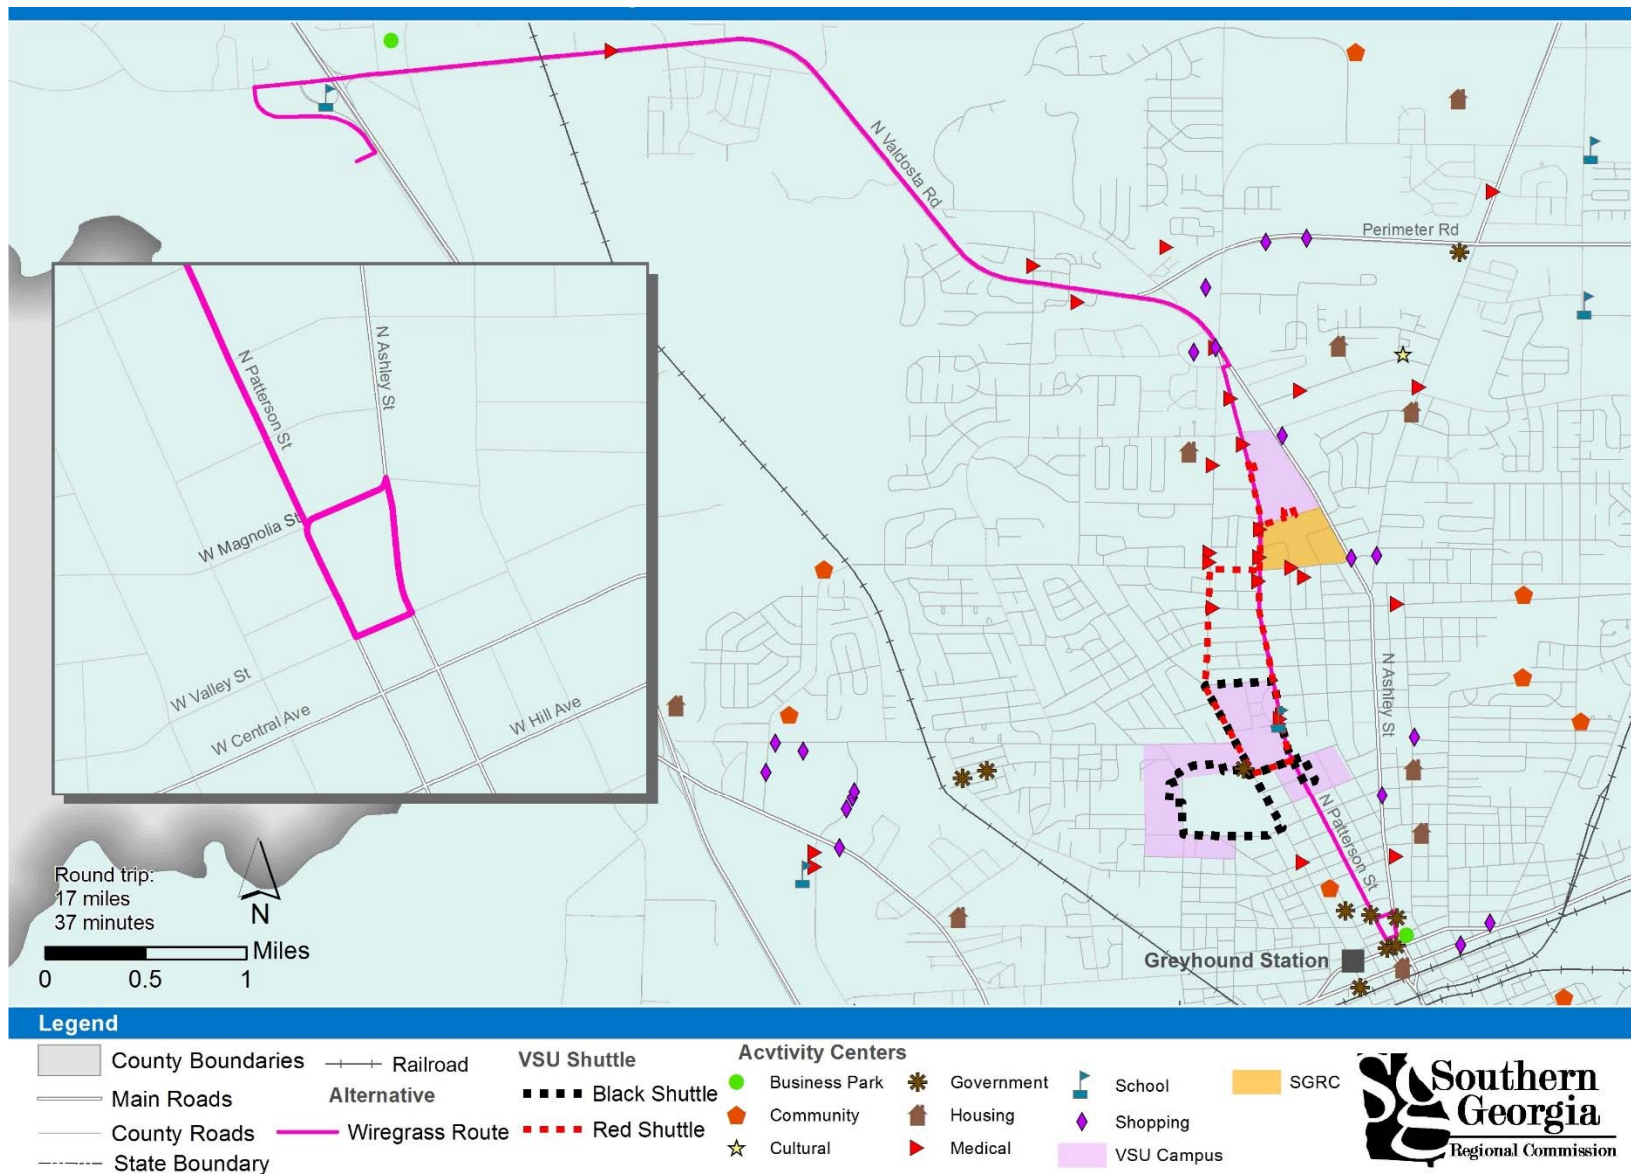 N Valdosta Rd
Perimeter Rd
N Ashley St
N Patterson St
W Magnolia St
W Valley St
W Central Ave
W Hill Ave
N Ashley St
N Patterson St
Greyhound Station
Round trip:
17 miles
37 minutes
N
Miles
0 0.5 1
Legend
County Boundaries
Main Roads
County Roads
State Boundary
Railroad
Alternative
Wiregrass Route
VSU Shuttle
Black Shuttle
Red Shuttle
Acvtivity Centers
Business Park
Community
Cultural
Government
Housing
Medical
School
Shopping
VSU Campus
SGRC
Southern
Georgia
Regional Commission